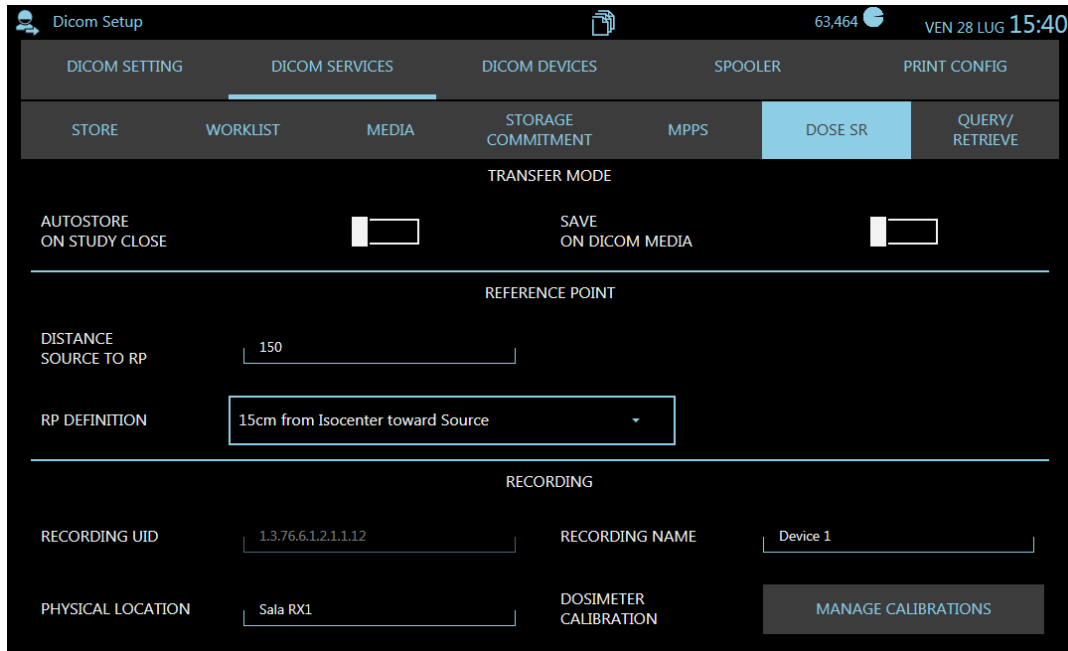 Dicom Setup
63,464
VEN 28 LUG 15:40
DICOM SETTING
DICOM SERVICES
DICOM DEVICES
SPOOLER
PRINT CONFIG
STORE
WORKLIST
MEDIA
STORAGE
COMMITMENT
MPPS
DOSE SR
QUERY/
RETRIEVE
TRANSFER MODE
AUTOSTORE
ON STUDY CLOSE
SAVE
ON DICOM MEDIA
REFERENCE POINT
DISTANCE
SOURCE TO RP
150
RP DEFINITION
15cm from Isocenter toward Source
RECORDING
RECORDING UID
1.3.76.6.1.2.1.1.12
RECORDING NAME
Device 1
PHYSICAL LOCATION
Sala RX1
DOSIMETER
CALIBRATION
MANAGE CALIBRATIONS